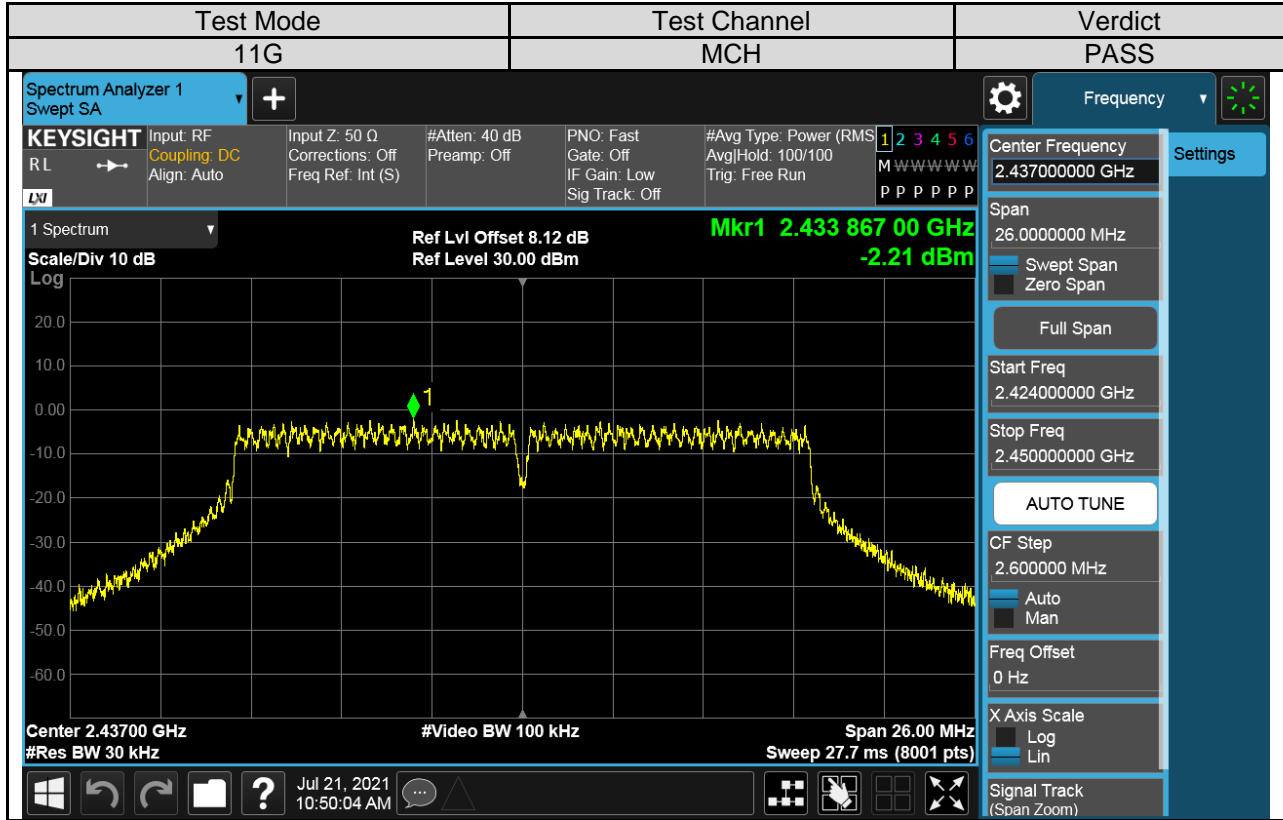 Test Mode Test Channel Verdict
11G MCH PASS
Spectrum Analyzer 1
Swept SA
+
Frequency
KEYSIGHT
RL
LXI
Input: RF
Coupling: DC
Align: Auto
Input Z: 50 Ω
Corrections: Off
Freq Ref: Int (S)
#Atten: 40 dB
Preamp: Off
PNO: Fast
Gate: Off
IF Gain: Low
Sig Track: Off
#Avg Type: Power (RMS
Avg|Hold: 100/100
Trig: Free Run
1 2 3 4 5 6
M W W W W W
P P P P P P
1 Spectrum
Scale/Div 10 dB
Log
Ref Lvl Offset 8.12 dB
Ref Level 30.00 dBm
Mkr1 2.433 867 00 GHz
-2.21 dBm
20.0
10.0
0.00
-10.0
-20.0
-30.0
-40.0
-50.0
-60.0
1
Center 2.43700 GHz
#Res BW 30 kHz
#Video BW 100 kHz
Span 26.00 MHz
Sweep 27.7 ms (8001 pts)
Center Frequency
2.437000000 GHz
Settings
Span
26.0000000 MHz
Swept Span
Zero Span
Full Span
Start Freq
2.424000000 GHz
Stop Freq
2.450000000 GHz
AUTO TUNE
CF Step
2.600000 MHz
Auto
Man
Freq Offset
0 Hz
X Axis Scale
Log
Lin
Signal Track
(Span Zoom)
?
Jul 21, 2021
10:50:04 AM